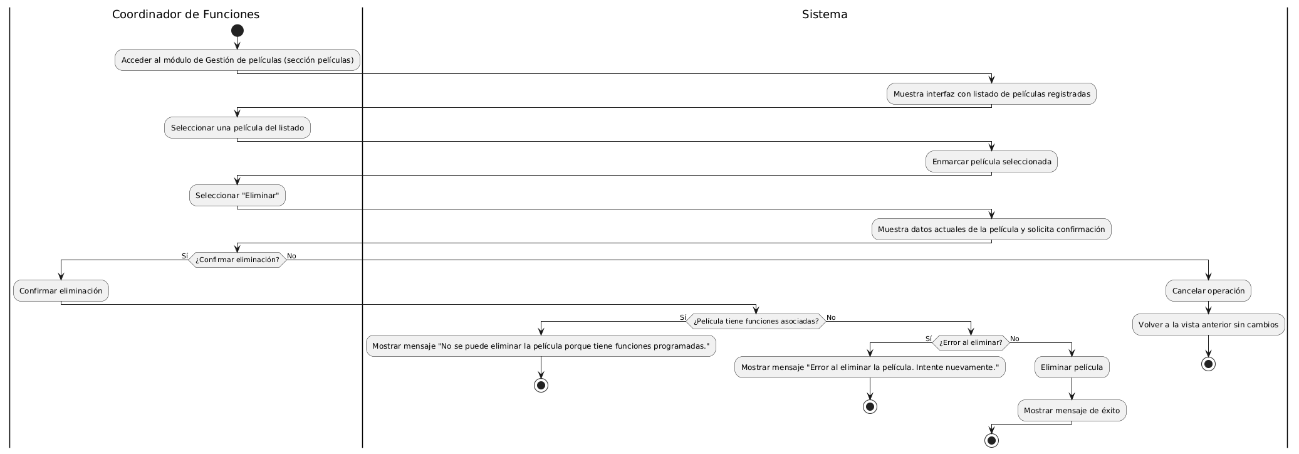 Coordinador de Funciones
Sistema
Acceder al módulo de Gestión de películas (sección películas)
Muestra interfaz con listado de películas registradas
Seleccionar una película del listado
Enmarcar película seleccionada
Seleccionar "Eliminar"
Muestra datos actuales de la película y solicita confirmación
Sí
¿Confirmar eliminación?
No
Confirmar eliminación
Cancelar operación
Sí
¿Película tiene funciones asociadas?
No
Volver a la vista anterior sin cambios
Mostrar mensaje "No se puede eliminar la película porque tiene funciones programadas."
Sí
¿Error al eliminar?
No
Mostrar mensaje "Error al eliminar la película. Intente nuevamente."
Eliminar película
Mostrar mensaje de éxito